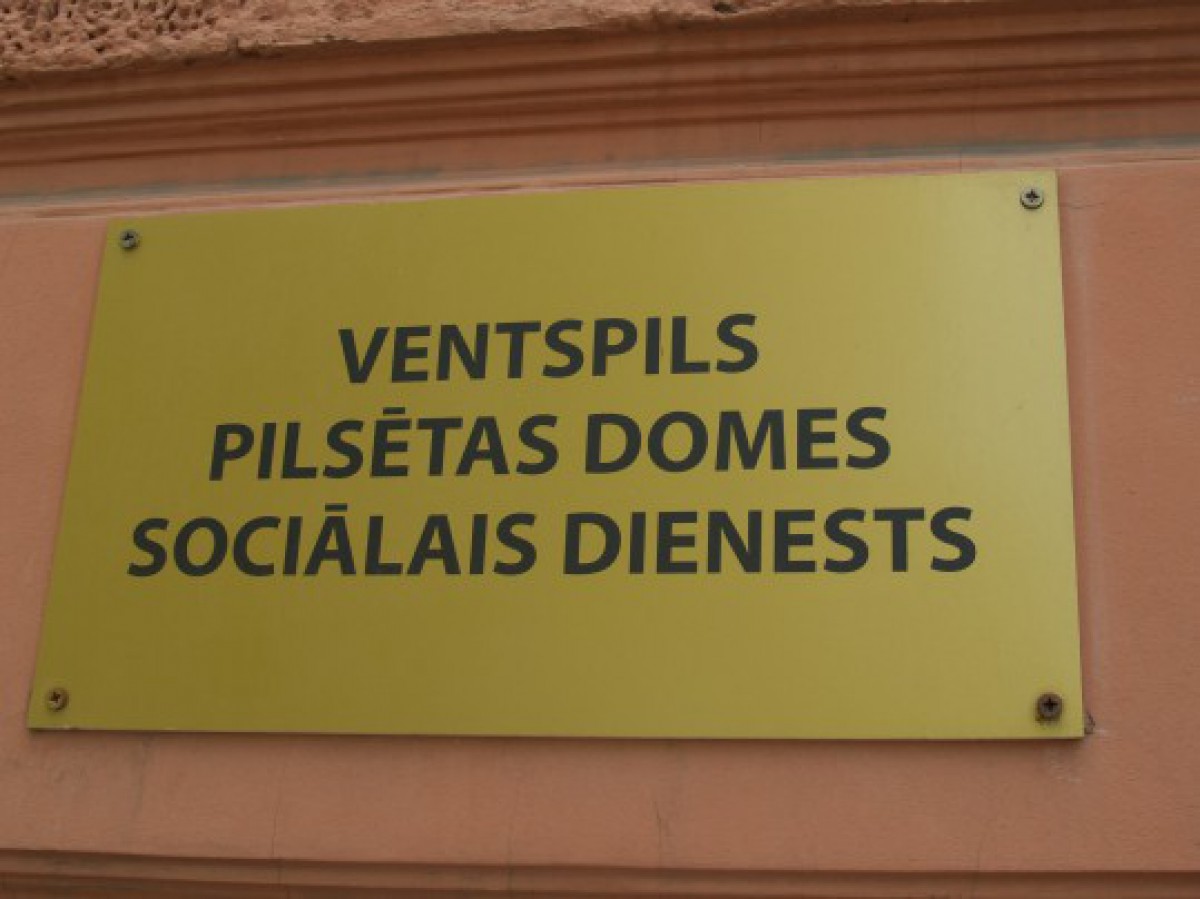 VENTSPILS
PILSĒTAS DOMES
SOCIĀLAIS DIENESTS